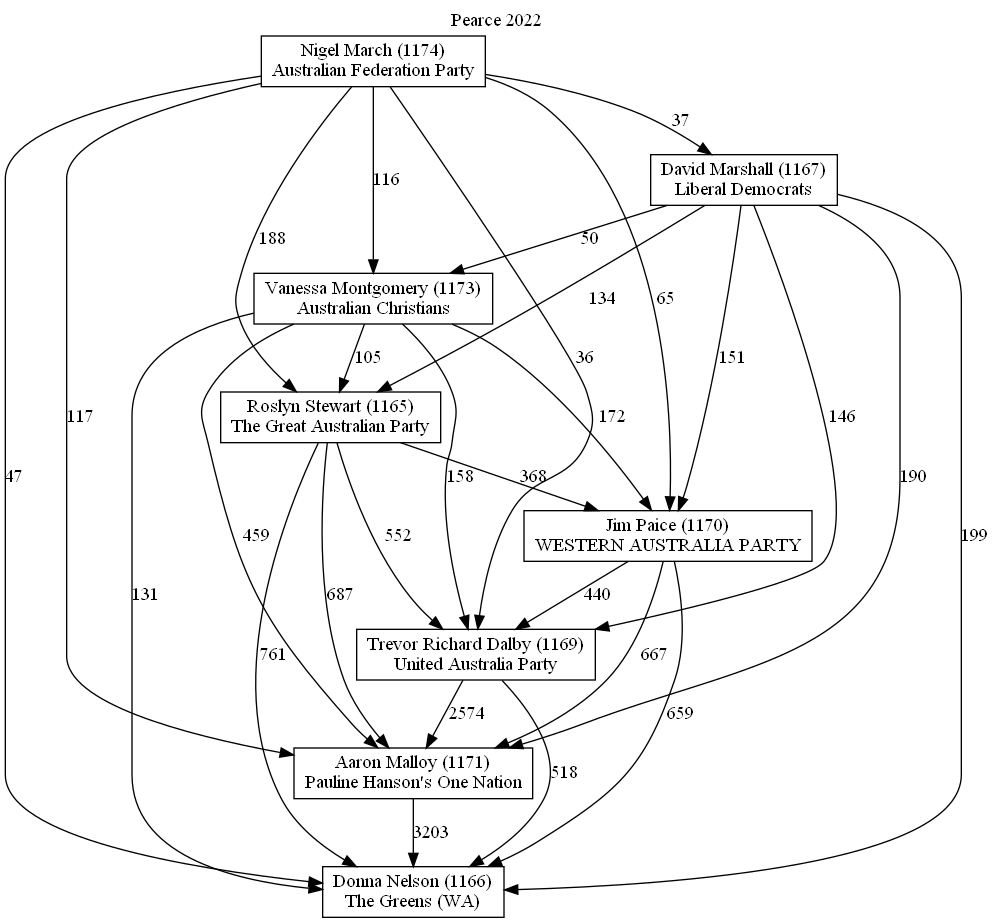 Pearce 2022
Nigel March (1174)
Australian Federation Party
37
David Marshall (1167)
Liberal Democrats
116
188
50
Vanessa Montgomery (1173)
Australian Christians
134
65
105
36
151
Roslyn Stewart (1165)
The Great Australian Party
117
172
146
47
158
368
190
Jim Paice (1170)
WESTERN AUSTRALIA PARTY
459
552
199
131
687
440
Trevor Richard Dalby (1169)
United Australia Party
761
667
2574
659
Aaron Malloy (1171)
Pauline Hanson's One Nation
518
3203
Donna Nelson (1166)
The Greens (WA)